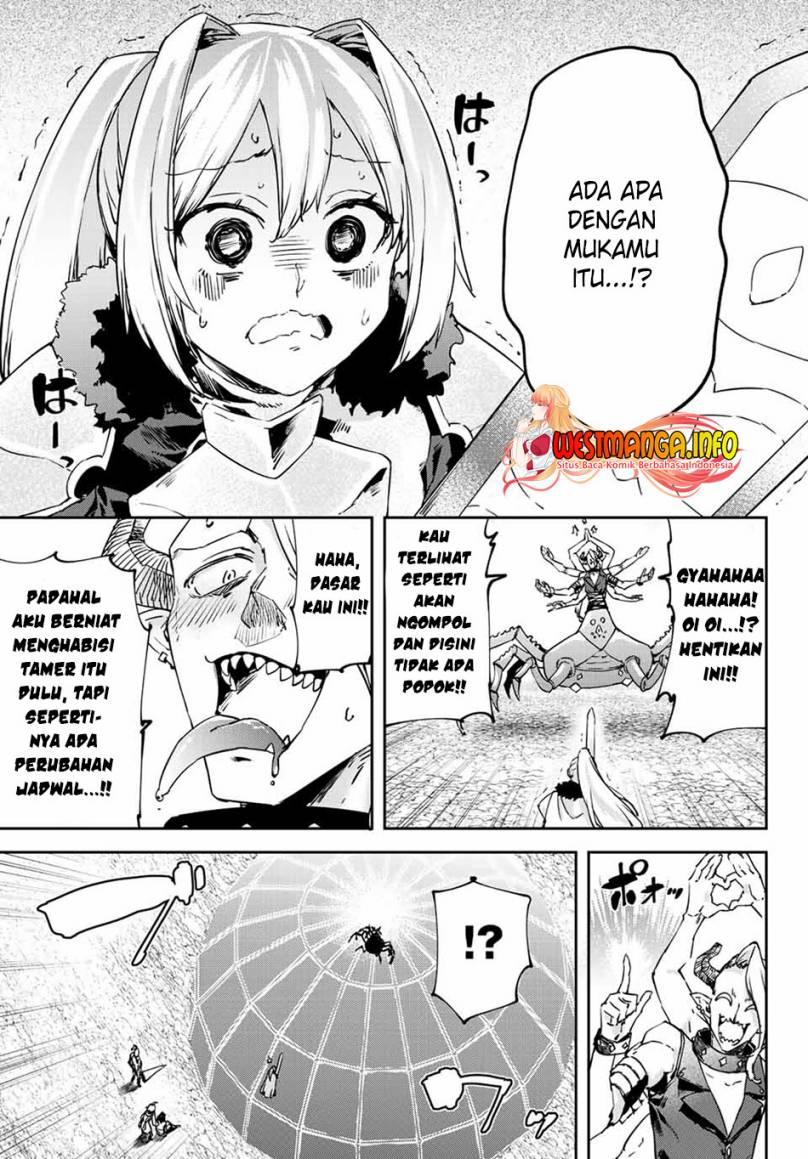 はーっ
はーっ
ADA APA
DENGAN
MUKAMU
ITU...!?
WESTMANGA.INFO
Situs Baca Komik Berbahasa Indonesia
GYAHAHAA
HAHAHA!
OI OI...!?
HENTIKAN
INI!!
KAU
TERLIHAT
SEPERTI
AKAN
NGOMPOL
DAN DISINI
TIDAK ADA
POPOK!!
HAHA,
DASAR
KAU INI!!
PADAHAL
AKU BERNIAT
MENGHABISI
TAMER ITU
DULU, TAPI
SEPERTI-
NYA ADA
PERUBAHAN
JADWAL...!!
ポォッ
!?